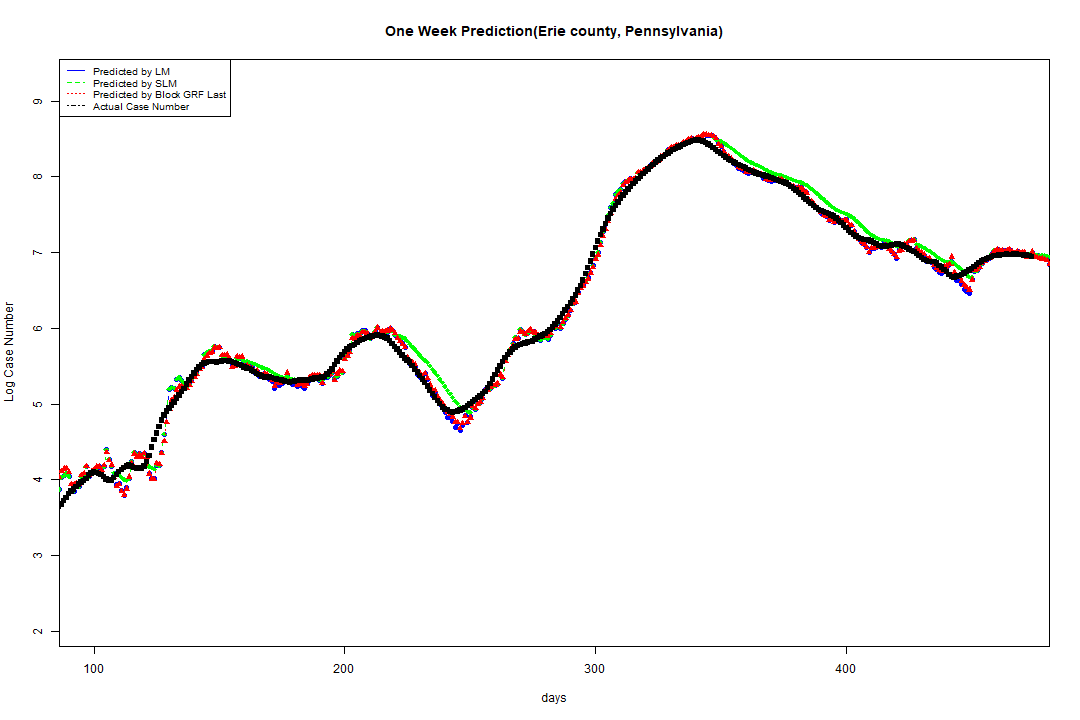 One Week Prediction(Erie county, Pennsylvania)
Predicted by LM
Predicted by SLM
Predicted by Block GRF Last
Actual Case Number
9
8
7
6
5
4
3
2
Log Case Number
100 200 300 400
days